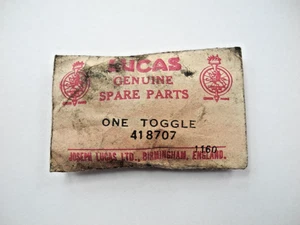 LUCAS
GENUINE
SPARE PARTS
ONE TOGGLE
418707
1160
JOSEPH LUCAS LTD., BIRMINGHAM, ENGLAND.